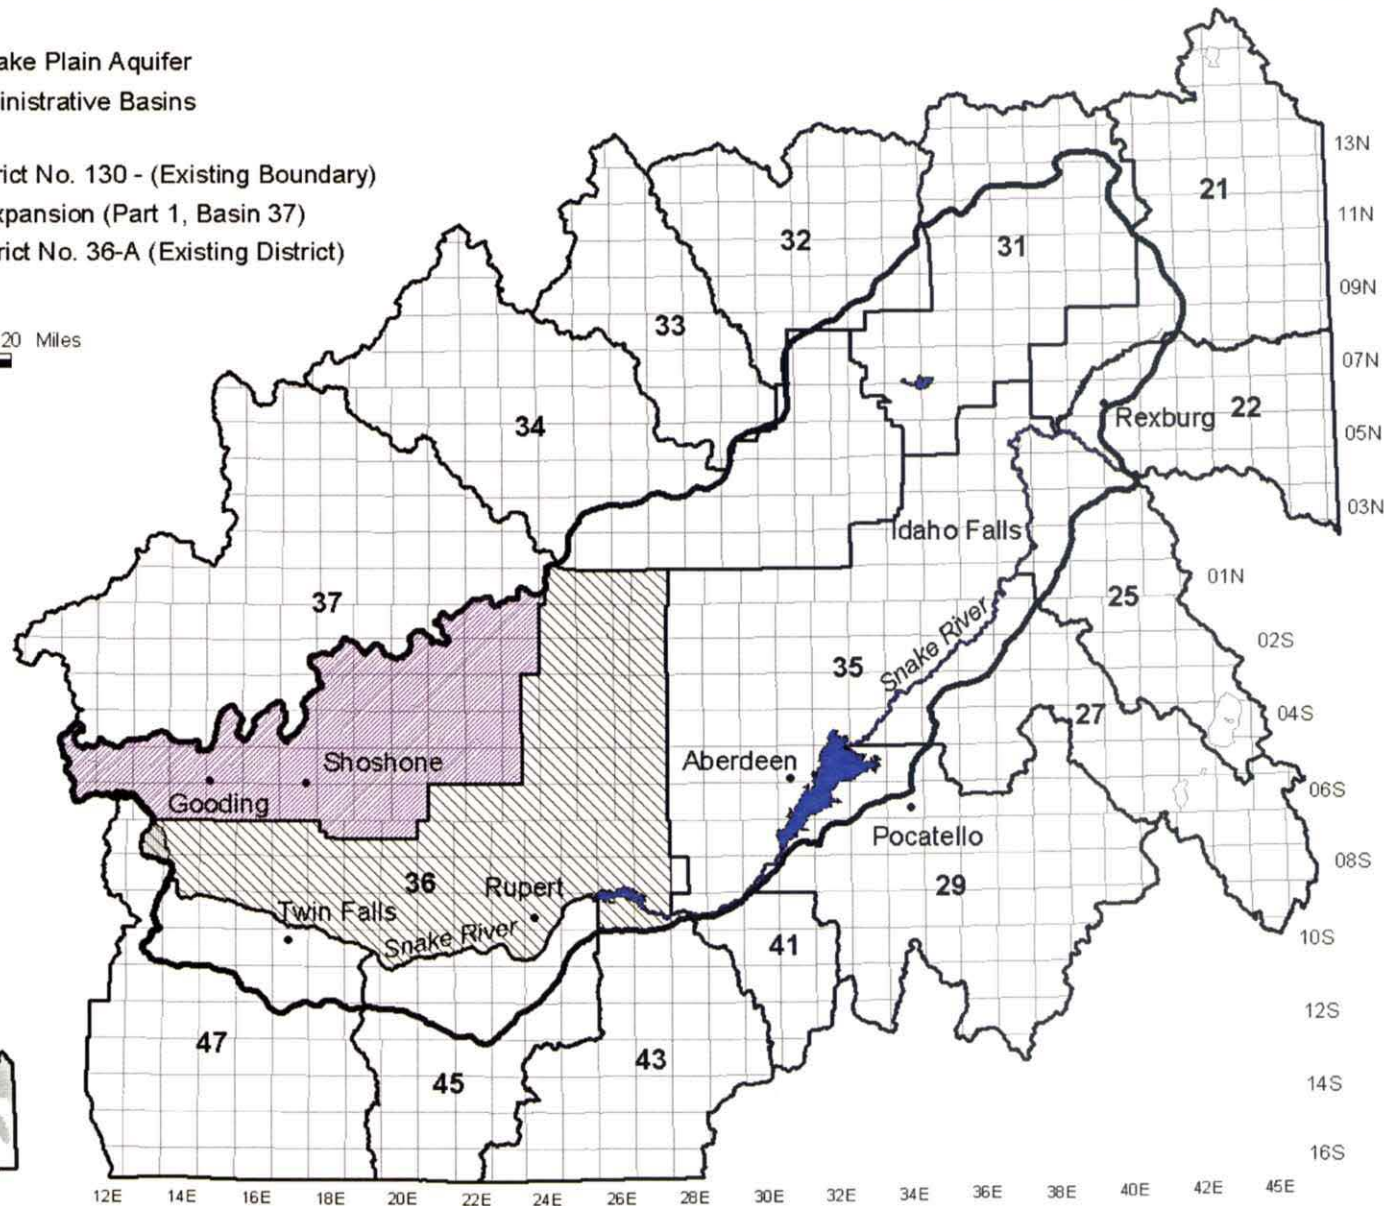 ake Plain Aquifer
inistrative Basins
rict No. 130 - (Existing Boundary)
xpansion (Part 1, Basin 37)
rict No. 36-A (Existing District)
20 Miles
13N
21
11N
32
31
09N
33
07N
22
Rexburg
34
05N
03N
Idaho Falls
01N
25
37
02S
Snake River
35
04S
27
Shoshone
Aberdeen
06S
Gooding
Pocatello
08S
36
Rupert
29
Twin Falls
Snake River
10S
41
12S
47
43
45
14S
16S
12E 14E 16E 18E 20E 22E 24E 26E 28E 30E 32E 34E 36E 38E 40E 42E 45E